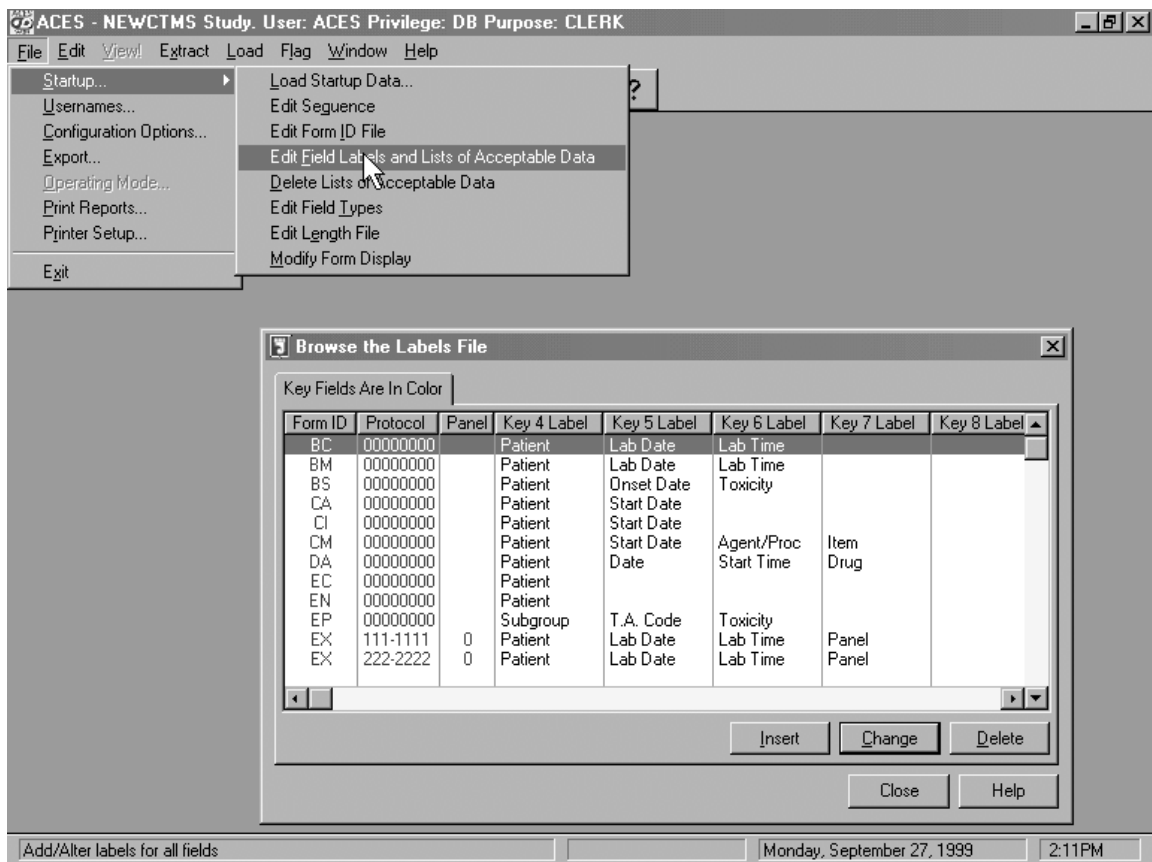 ACES - NEWCTMS Study. User: ACES Privilege: DB Purpose: CLERK
File Edit View! Extract Load Flag Window Help
Startup...
Usernames...
Configuration Options...
Export...
Operating Mode...
Print Reports...
Printer Setup...
Exit
Load Startup Data...
Edit Sequence
Edit Form ID File
Edit Field Labels and Lists of Acceptable Data
Delete Lists of Acceptable Data
Edit Field Types
Edit Length File
Modify Form Display
?
Browse the Labels File
Key Fields Are In Color
Form ID Protocol Panel Key 4 Label Key 5 Label Key 6 Label Key 7 Label Key 8 Label
BC 00000000 Patient Lab Date Lab Time
BM 00000000 Patient Lab Date Lab Time
BS 00000000 Patient Onset Date Toxicity
CA 00000000 Patient Start Date
CI 00000000 Patient Start Date
CM 00000000 Patient Start Date Agent/Proc Item
DA 00000000 Patient Date Start Time Drug
EC 00000000 Patient
EN 00000000 Patient
EP 00000000 Subgroup T.A. Code Toxicity
EX 111-1111 0 Patient Lab Date Lab Time Panel
EX 222-2222 0 Patient Lab Date Lab Time Panel
Insert Change Delete
Close Help
Add/Alter labels for all fields Monday, September 27, 1999 2:11PM